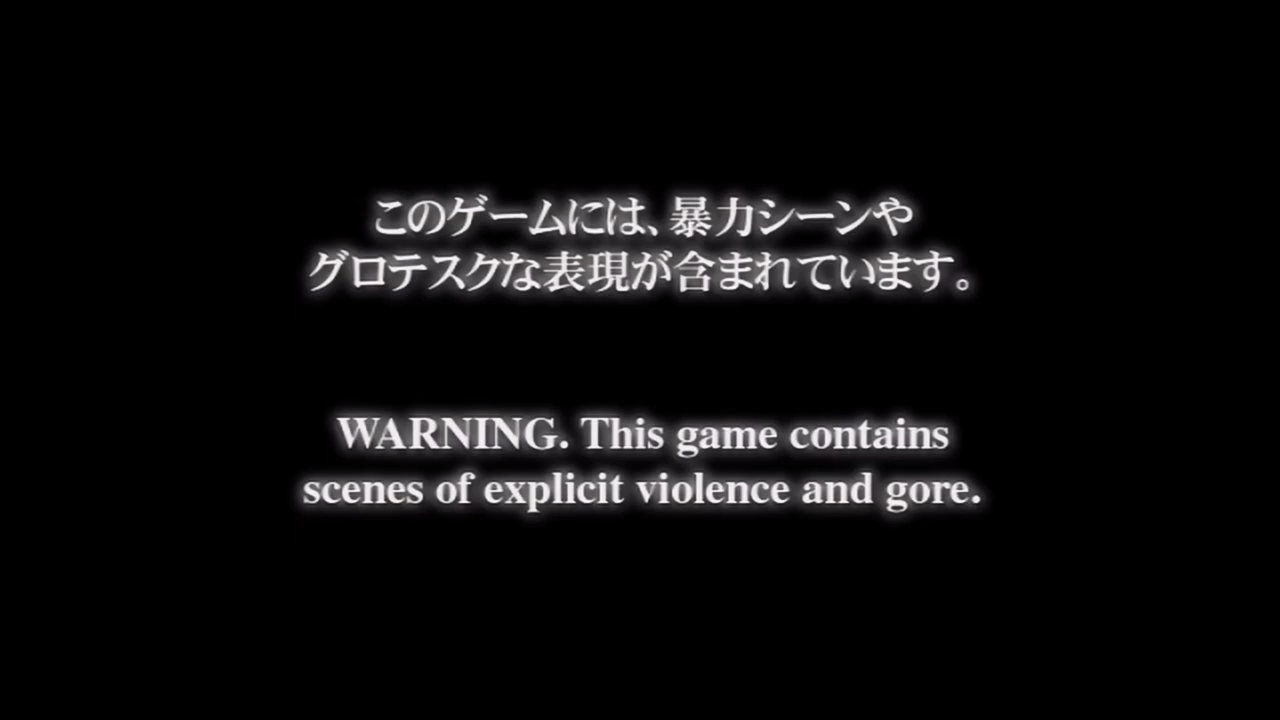 このゲームには、暴力シーンや
グロテスクな表現が含まれています。
WARNING. This game contains
scenes of explicit violence and gore.